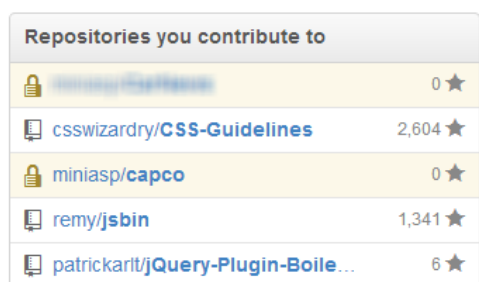 Repositories you contribute to
0
csswizardry/CSS-Guidelines 2,604
miniasp/capco 0
remy/jsbin 1,341
patrickarlt/jQuery-Plugin-Boile... 6